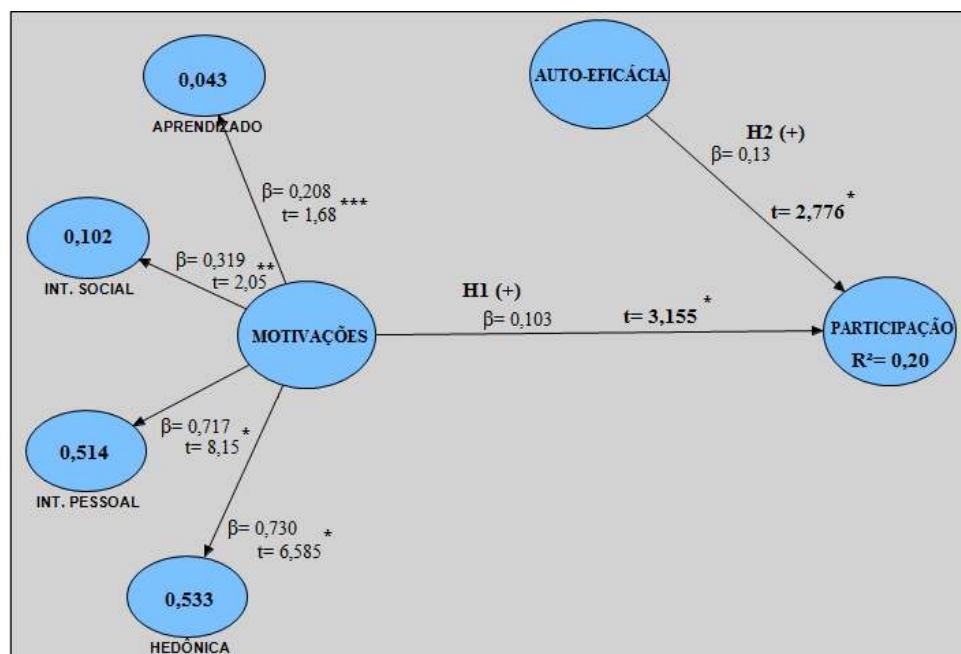 0,043
APRENDIZADO
AUTO-EFICÁCIA
H2 (+)
β= 0,13
t= 2,776 *
β= 0,208
t= 1,68 ***
0,102
INT. SOCIAL
β= 0,319
t= 2,05 **
MOTIVAÇÕES
H1 (+)
β= 0,103
t= 3,155 *
PARTICIPAÇÃO
R²= 0,20
β= 0,717
t= 8,15 *
0,514
INT. PESSOAL
β= 0,730
t= 6,585 *
0,533
HEDÔNICA